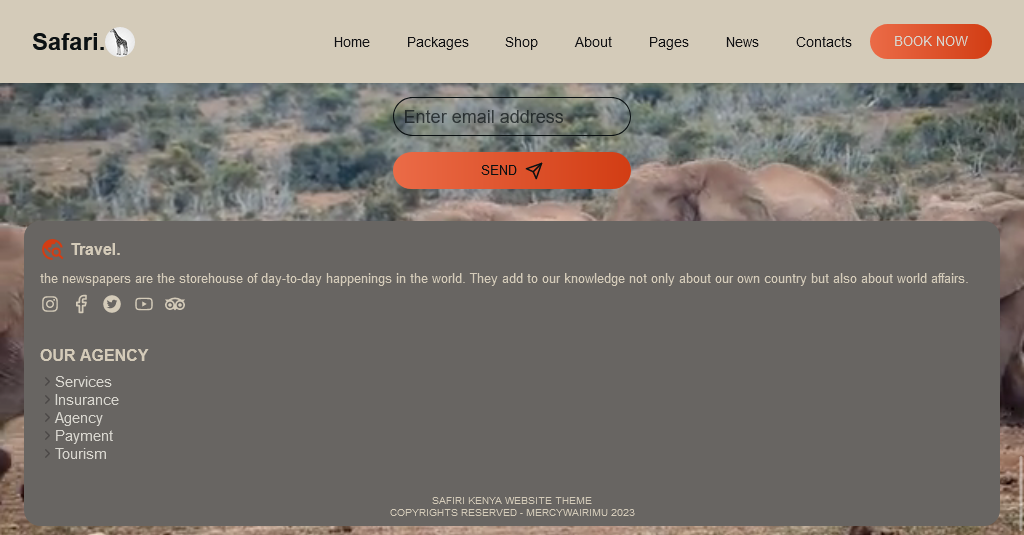 Safari.
Home Packages Shop About Pages News Contacts BOOK NOW
Enter email address
SEND
Travel.
the newspapers are the storehouse of day-to-day happenings in the world. They add to our knowledge not only about our own country but also about world affairs.
OUR AGENCY
Services
Insurance
Agency
Payment
Tourism
SAFIRI KENYA WEBSITE THEME
COPYRIGHTS RESERVED - MERCYWAIRIMU 2023